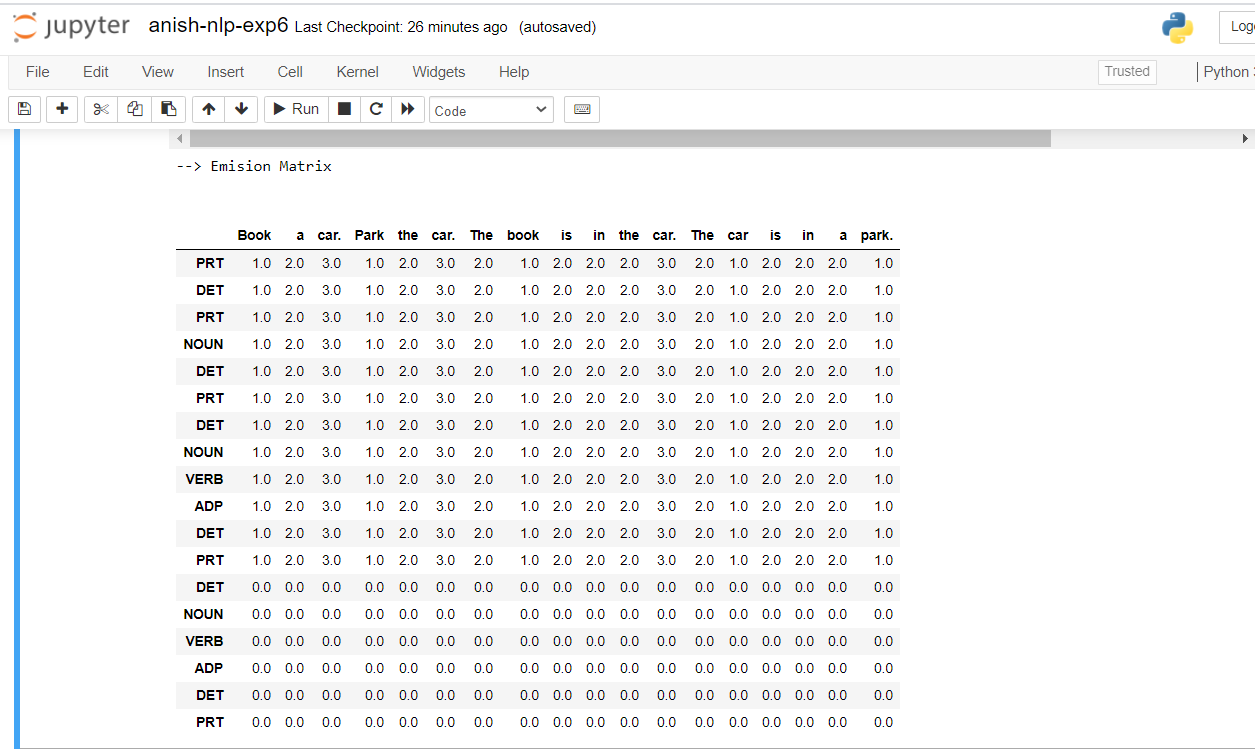 jupyter anish-nlp-exp6 Last Checkpoint: 26 minutes ago (autosaved)
File Edit View Insert Cell Kernel Widgets Help Trusted Python
Run Code
--> Emision Matrix
Book a car. Park the car. The book is in the car. The car is in a park.
PRT 1.0 2.0 3.0 1.0 2.0 3.0 2.0 1.0 2.0 2.0 2.0 3.0 2.0 1.0 2.0 2.0 2.0 1.0
DET 1.0 2.0 3.0 1.0 2.0 3.0 2.0 1.0 2.0 2.0 2.0 3.0 2.0 1.0 2.0 2.0 2.0 1.0
PRT 1.0 2.0 3.0 1.0 2.0 3.0 2.0 1.0 2.0 2.0 2.0 3.0 2.0 1.0 2.0 2.0 2.0 1.0
NOUN 1.0 2.0 3.0 1.0 2.0 3.0 2.0 1.0 2.0 2.0 2.0 3.0 2.0 1.0 2.0 2.0 2.0 1.0
DET 1.0 2.0 3.0 1.0 2.0 3.0 2.0 1.0 2.0 2.0 2.0 3.0 2.0 1.0 2.0 2.0 2.0 1.0
PRT 1.0 2.0 3.0 1.0 2.0 3.0 2.0 1.0 2.0 2.0 2.0 3.0 2.0 1.0 2.0 2.0 2.0 1.0
DET 1.0 2.0 3.0 1.0 2.0 3.0 2.0 1.0 2.0 2.0 2.0 3.0 2.0 1.0 2.0 2.0 2.0 1.0
NOUN 1.0 2.0 3.0 1.0 2.0 3.0 2.0 1.0 2.0 2.0 2.0 3.0 2.0 1.0 2.0 2.0 2.0 1.0
VERB 1.0 2.0 3.0 1.0 2.0 3.0 2.0 1.0 2.0 2.0 2.0 3.0 2.0 1.0 2.0 2.0 2.0 1.0
ADP 1.0 2.0 3.0 1.0 2.0 3.0 2.0 1.0 2.0 2.0 2.0 3.0 2.0 1.0 2.0 2.0 2.0 1.0
DET 1.0 2.0 3.0 1.0 2.0 3.0 2.0 1.0 2.0 2.0 2.0 3.0 2.0 1.0 2.0 2.0 2.0 1.0
PRT 1.0 2.0 3.0 1.0 2.0 3.0 2.0 1.0 2.0 2.0 2.0 3.0 2.0 1.0 2.0 2.0 2.0 1.0
DET 0.0 0.0 0.0 0.0 0.0 0.0 0.0 0.0 0.0 0.0 0.0 0.0 0.0 0.0 0.0 0.0 0.0 0.0
NOUN 0.0 0.0 0.0 0.0 0.0 0.0 0.0 0.0 0.0 0.0 0.0 0.0 0.0 0.0 0.0 0.0 0.0 0.0
VERB 0.0 0.0 0.0 0.0 0.0 0.0 0.0 0.0 0.0 0.0 0.0 0.0 0.0 0.0 0.0 0.0 0.0 0.0
ADP 0.0 0.0 0.0 0.0 0.0 0.0 0.0 0.0 0.0 0.0 0.0 0.0 0.0 0.0 0.0 0.0 0.0 0.0
DET 0.0 0.0 0.0 0.0 0.0 0.0 0.0 0.0 0.0 0.0 0.0 0.0 0.0 0.0 0.0 0.0 0.0 0.0
PRT 0.0 0.0 0.0 0.0 0.0 0.0 0.0 0.0 0.0 0.0 0.0 0.0 0.0 0.0 0.0 0.0 0.0 0.0